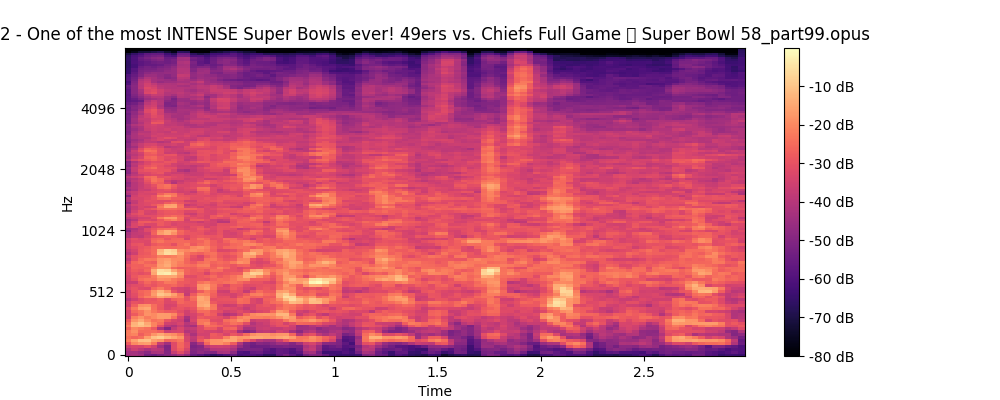 2 - One of the most INTENSE Super Bowls ever! 49ers vs. Chiefs Full Game ▯ Super Bowl 58_part99.opus
4096
2048
1024
512
0
Hz
0
0.5
1
1.5
2
2.5
Time
-10 dB
-20 dB
-30 dB
-40 dB
-50 dB
-60 dB
-70 dB
-80 dB